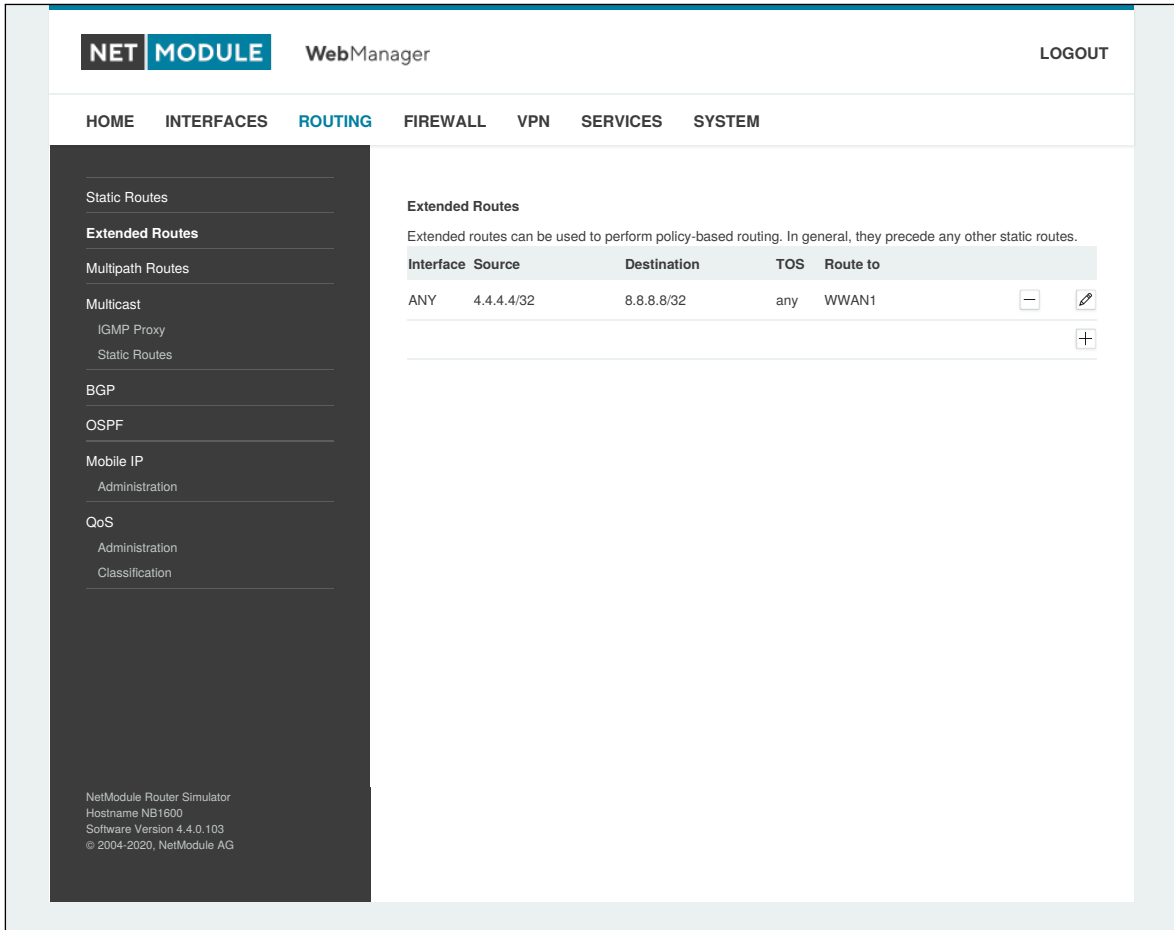 NET MODULE WebManager LOGOUT
HOME INTERFACES ROUTING FIREWALL VPN SERVICES SYSTEM
Static Routes
Extended Routes
Multipath Routes
Multicast
IGMP Proxy
Static Routes
BGP
OSPF
Mobile IP
Administration
QoS
Administration
Classification
NetModule Router Simulator
Hostname NB1600
Software Version 4.4.0.103
© 2004-2020, NetModule AG
Extended Routes
Extended routes can be used to perform policy-based routing. In general, they precede any other static routes.
Interface Source Destination TOS Route to
ANY 4.4.4.4/32 8.8.8.8/32 any WWAN1